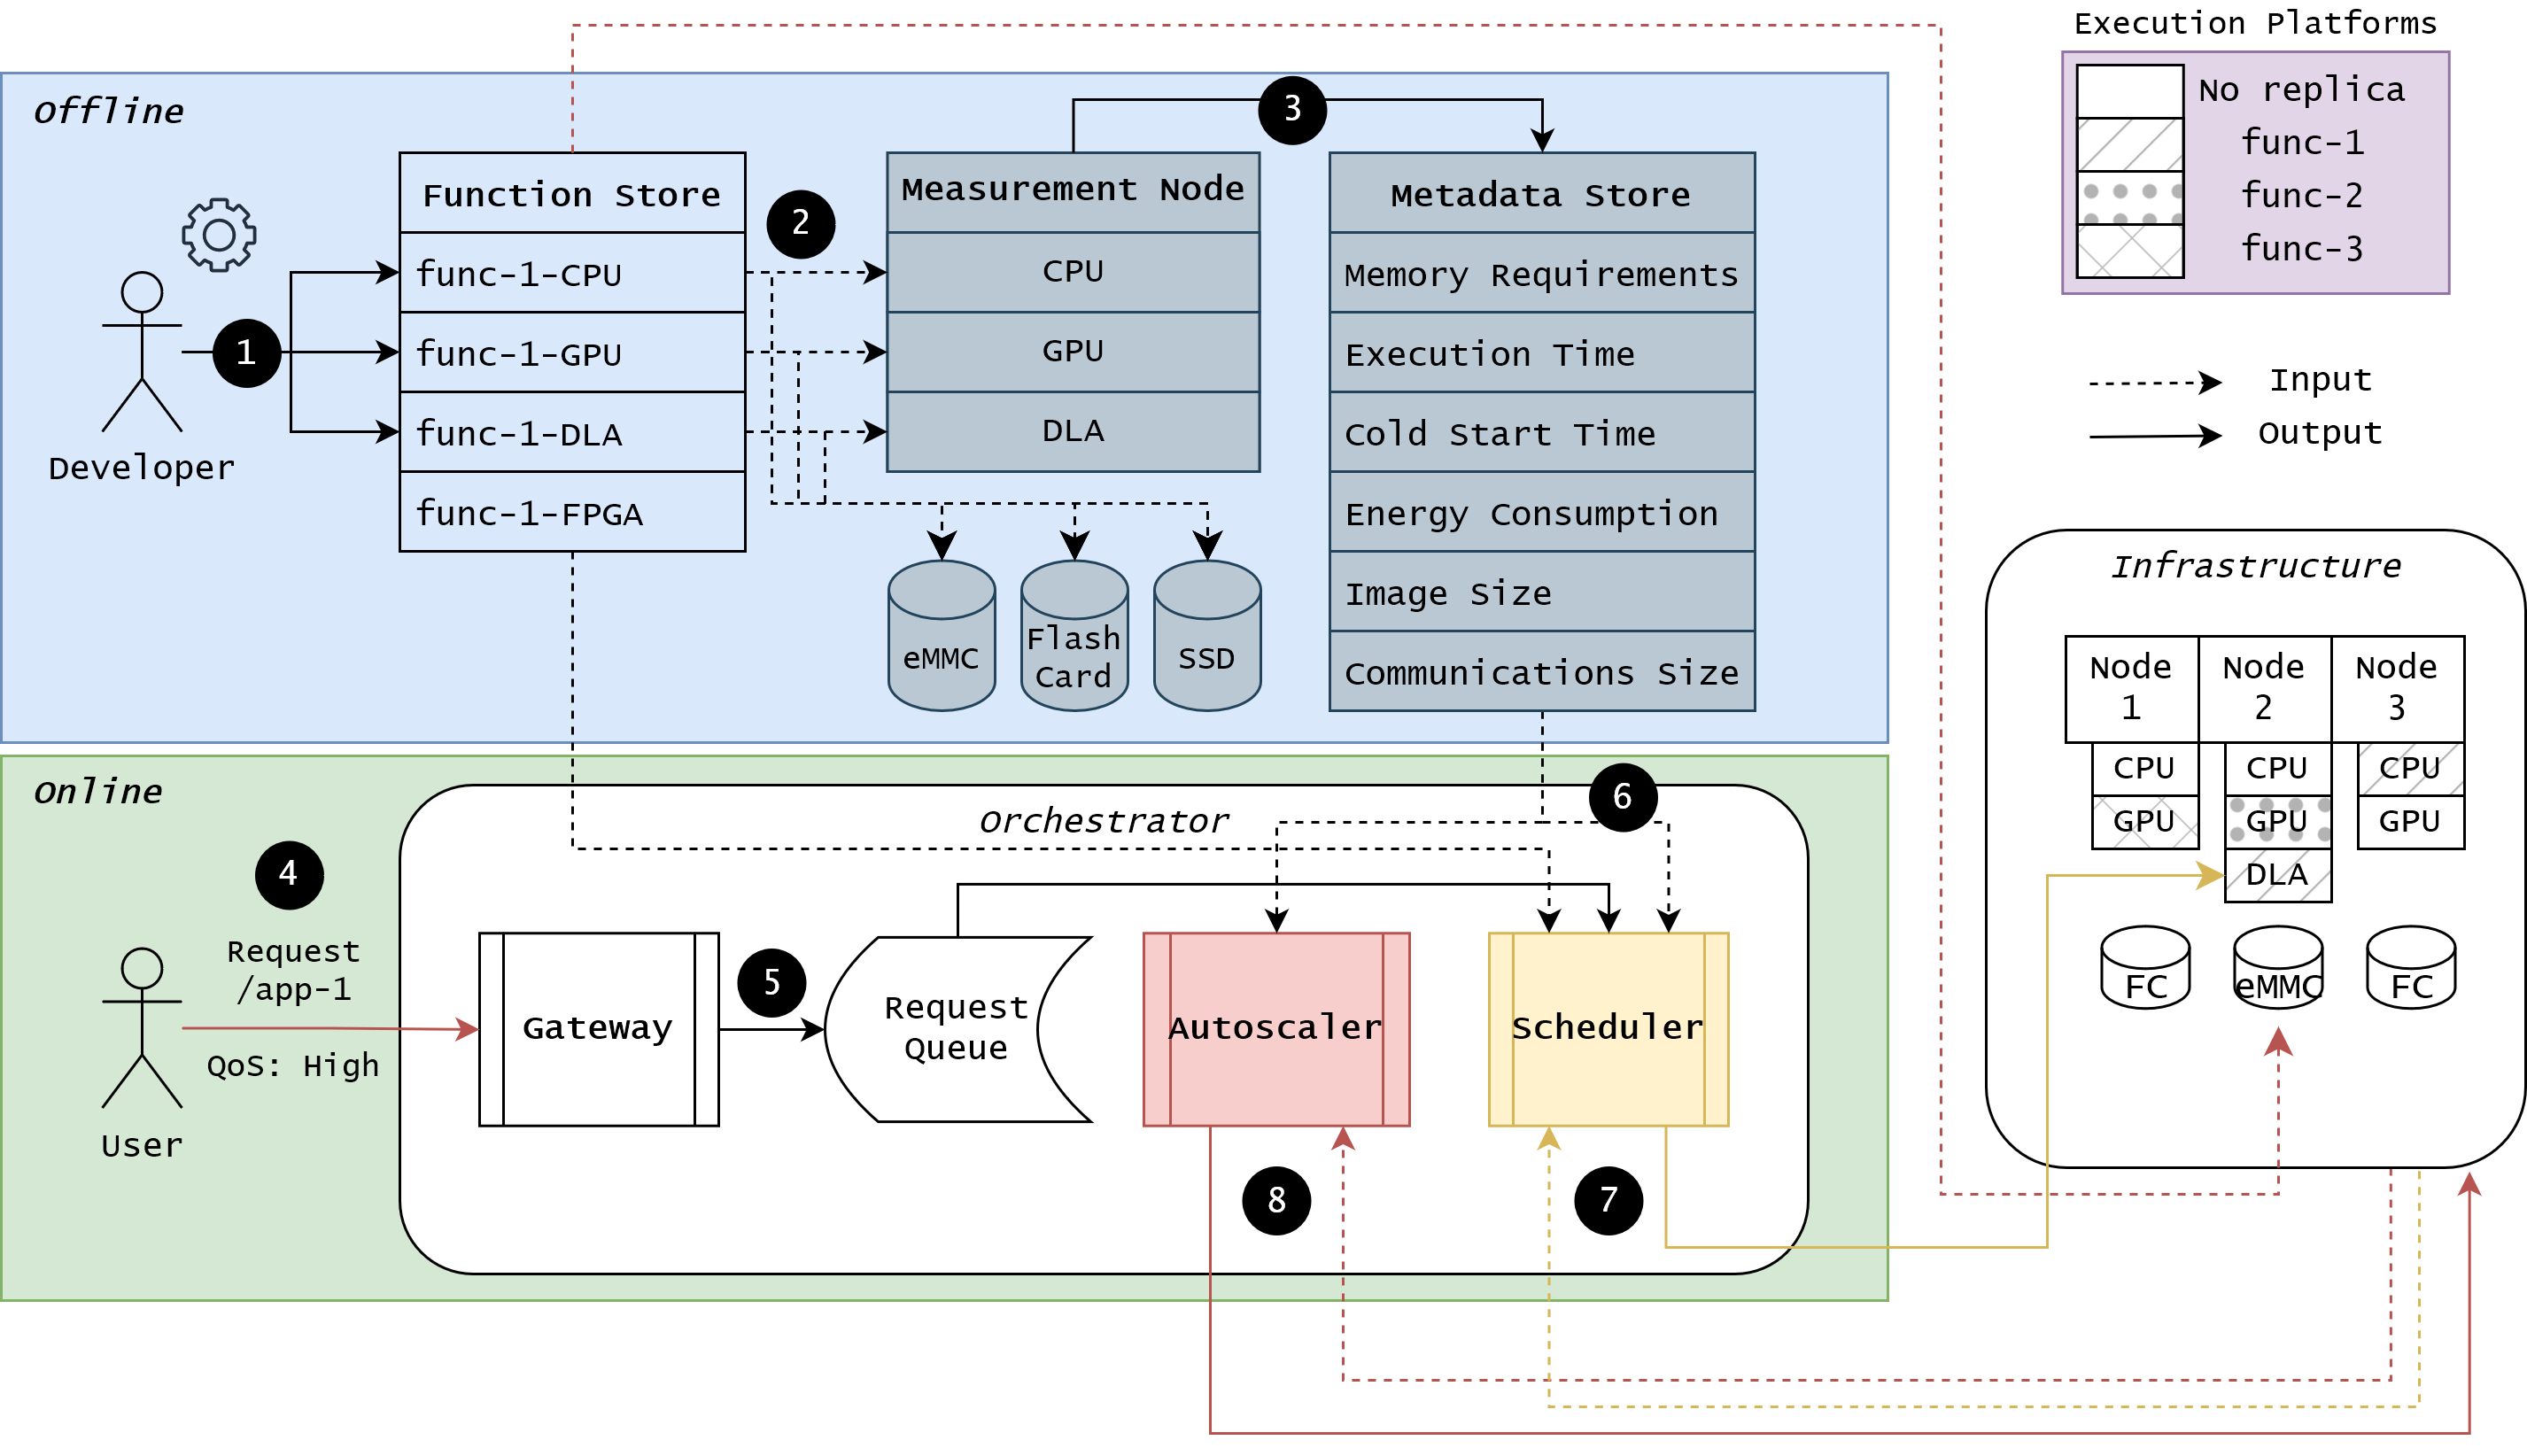 Execution Platforms
No replica
func-1
func-2
func-3
Input
Output
Offline
Developer
1
Function Store
func-1-CPU
func-1-GPU
func-1-DLA
func-1-FPGA
2
Measurement Node
CPU
GPU
DLA
eMMC
Flash
Card
SSD
3
Metadata Store
Memory Requirements
Execution Time
Cold Start Time
Energy Consumption
Image Size
Communications Size
Online
4
Request
/app-1
QoS: High
User
Orchestrator
Gateway
5
Request
Queue
6
Autoscaler
Scheduler
8
7
Infrastructure
Node
1
Node
2
Node
3
CPU
CPU
CPU
GPU
GPU
GPU
DLA
FC
eMMC
FC